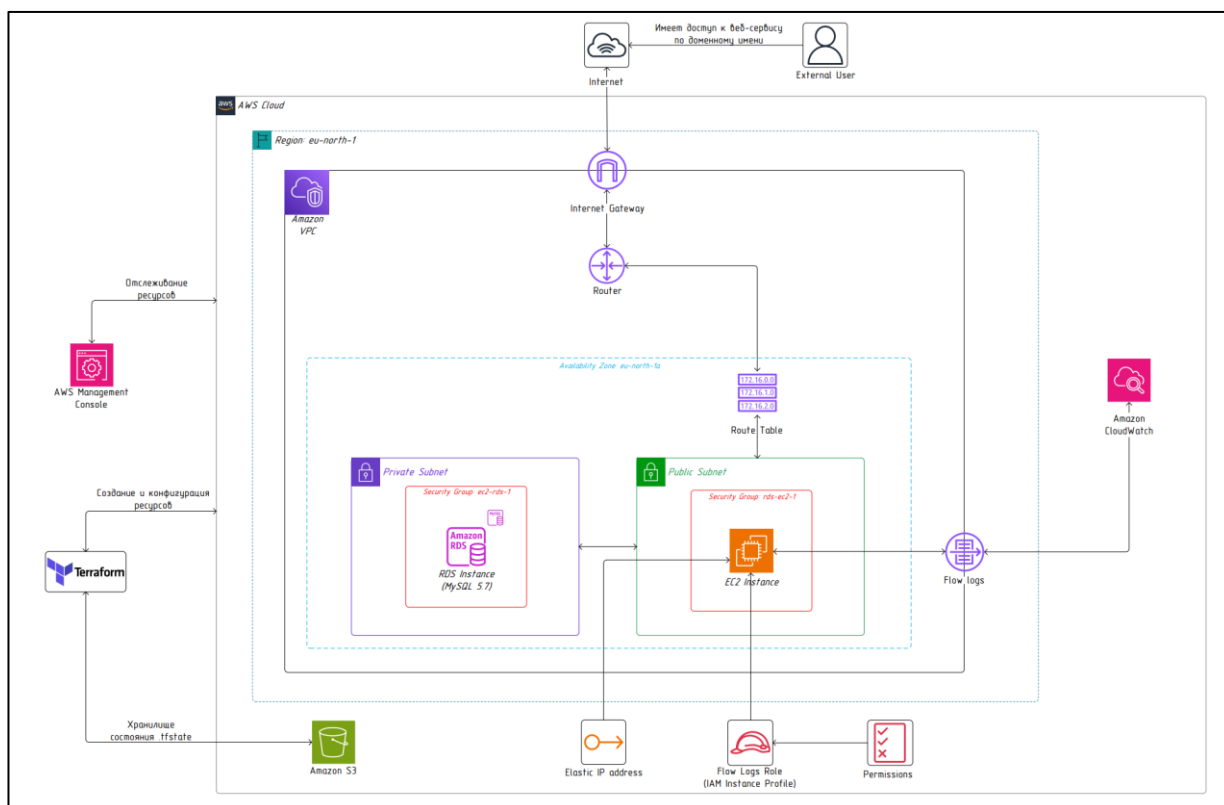 Имеет доступ к веб-сервису
по доменному имени
Internet
External User
aws
AWS Cloud
Region: eu-north-1
Amazon
VPC
Internet Gateway
Router
Отслеживание
ресурсов
AWS Management
Console
Availability Zone eu-north-1a
172.16.0.0
172.16.1.0
172.16.2.0
Route Table
Amazon
CloudWatch
Private Subnet
Public Subnet
Security Group ec2-rds-1
Security Group rds-ec2-1
Amazon
RDS
RDS Instance
(MySQL 5.7)
EC2 Instance
Создание и конфигурация
ресурсов
Terraform
Flow logs
Хранилище
состояния .tfstate
Amazon S3
Elastic IP address
Flow Logs Role
(IAM Instance Profile)
Permissions